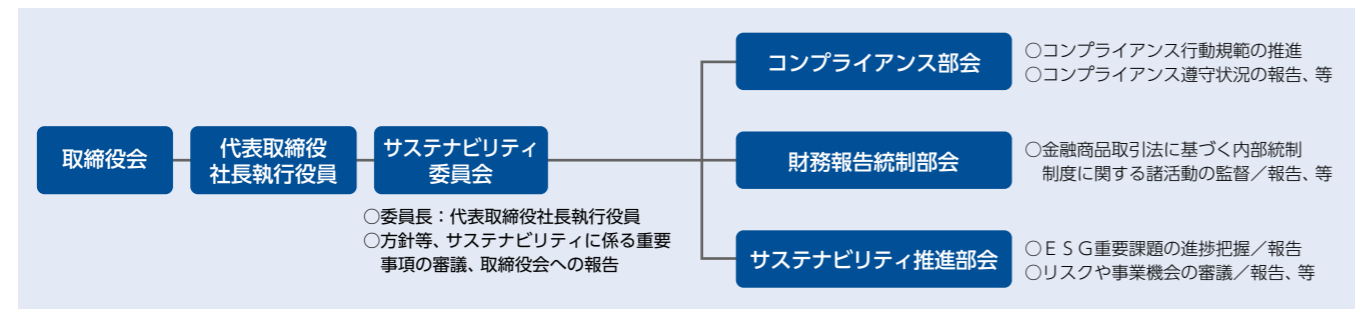 取締役会
代表取締役
社長執行役員
サステナビリティ
委員会
○委員長：代表取締役社長執行役員
○方針等、サステナビリティに係る重要
事項の審議、取締役会への報告
コンプライアンス部会
○コンプライアンス行動規範の推進
○コンプライアンス遵守状況の報告、等
財務報告統制部会
○金融商品取引法に基づく内部統制
制度に関する諸活動の監督／報告、等
サステナビリティ推進部会
○ＥＳＧ重要課題の進捗把握／報告
○リスクや事業機会の審議／報告、等